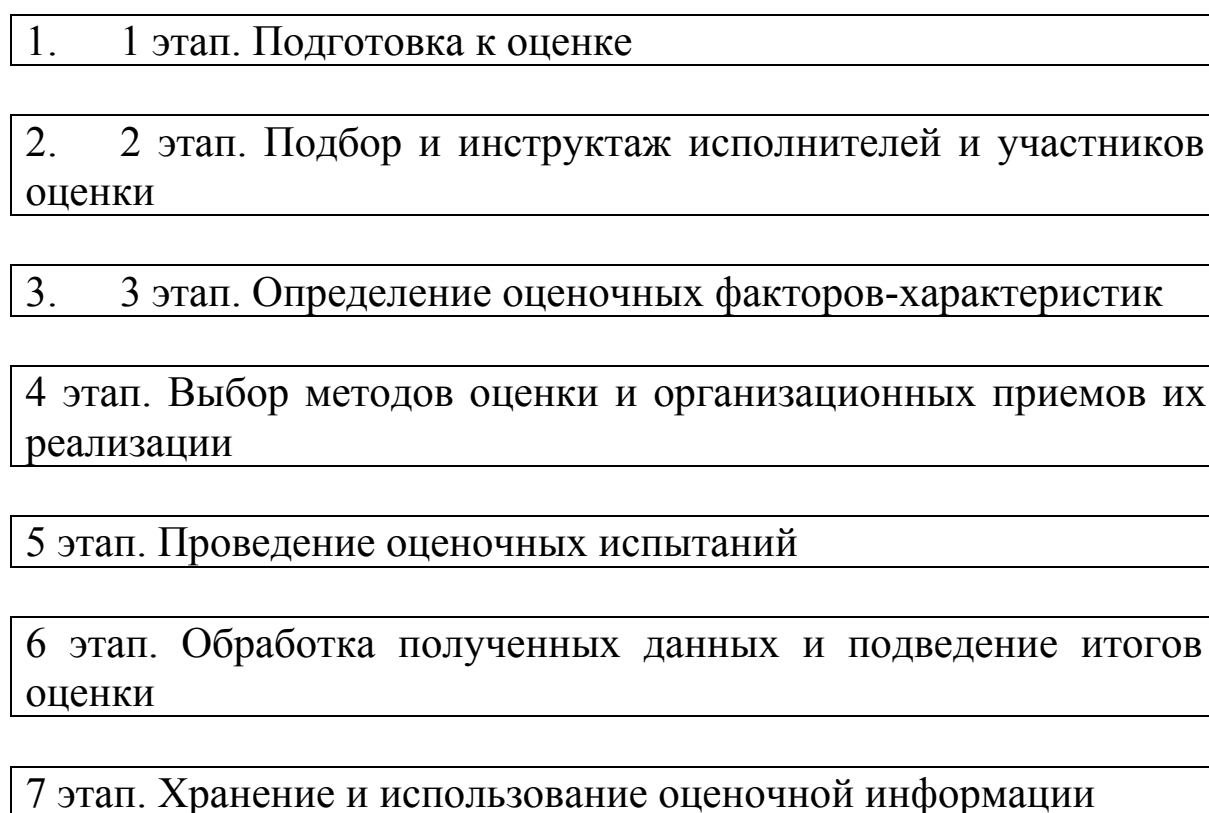 1. 1 этап. Подготовка к оценке
2. 2 этап. Подбор и инструктаж исполнителей и участников
оценки
3. 3 этап. Определение оценочных факторов-характеристик
4 этап. Выбор методов оценки и организационных приемов их
реализации
5 этап. Проведение оценочных испытаний
6 этап. Обработка полученных данных и подведение итогов
оценки
7 этап. Хранение и использование оценочной информации